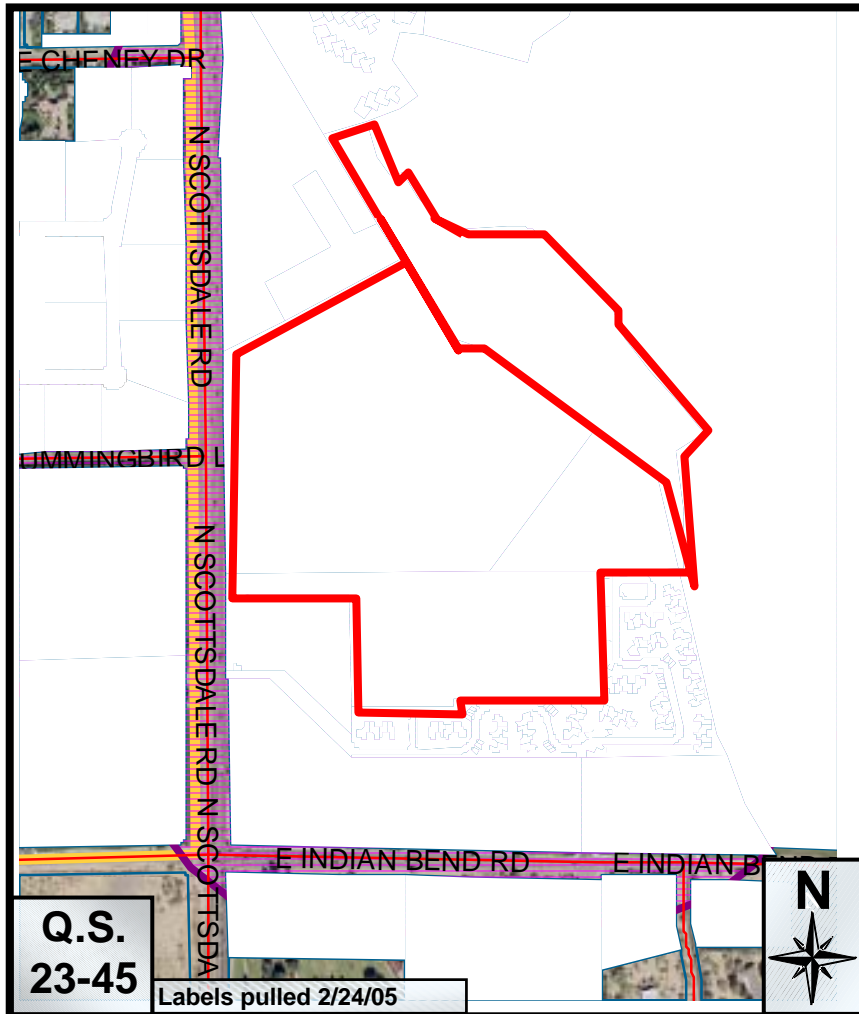 E CHENEY DR
N SCOTTSDALE RD
UMMINGBIRD L
N SCOTTSDALE RD
N SCOTTSDA
E INDIAN BEND RD
E INDIAN BEND R
Q.S.
23-45
Labels pulled 2/24/05
N